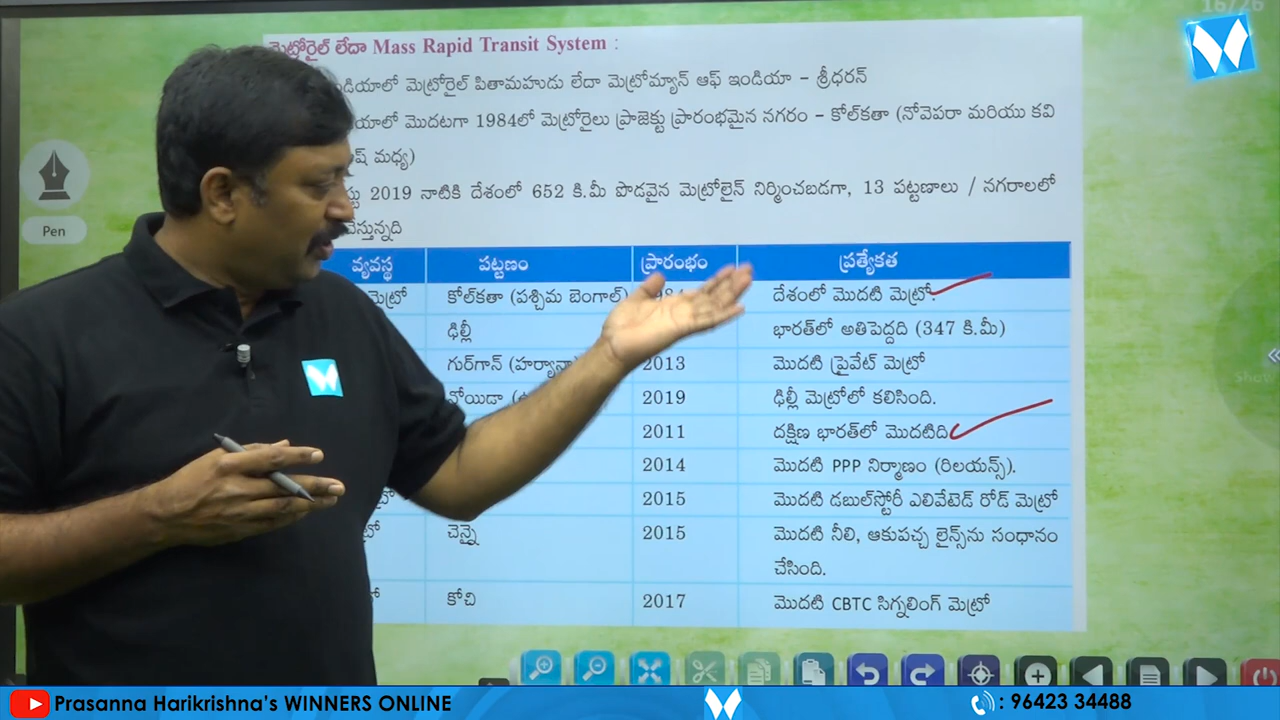 16/26
మెట్రోరైల్ లేదా Mass Rapid Transit System :
ఇండియాలో మెట్రోరైల్ పితామహుడు లేదా మెట్రోమ్యాన్ ఆఫ్ ఇండియా - శ్రీధరన్
మొదటగా 1984లో మెట్రోరైలు ప్రాజెక్టు ప్రారంభమైన నగరం - కోల్‌కతా (నోవెపరా మరియు కవి
మధ్య)
2019 నాటికి దేశంలో 652 కి.మీ పొడవైన మెట్రోలైన్ నిర్మించబడగా, 13 పట్టణాలు / నగరాలలో
Pen
వ్యవస్థ పట్టణం ప్రారంభం ప్రత్యేకత
మెట్రో కోల్‌కతా (పశ్చిమ బెంగాల్) 1984 దేశంలో మొదటి మెట్రో.
ఢిల్లీ భారత్‌లో అతిపెద్దది (347 కి.మీ)
గుర్‌గాన్ (హర్యానా) 2013 మొదటి ప్రైవేట్ మెట్రో
నోయిడా 2019 ఢిల్లీ మెట్రోలో కలిసింది.
2011 దక్షిణ భారత్‌లో మొదటిది
2014 మొదటి PPP నిర్మాణం (రిలయన్స్).
2015 మొదటి డబుల్‌స్టోరీ ఎలివేటెడ్ రోడ్ మెట్రో
చెన్నై 2015 మొదటి నీలి, ఆకుపచ్చ లైన్స్‌ను సంధానం
చేసింది.
కోచి 2017 మొదటి CBTC సిగ్నలింగ్ మెట్రో
Prasanna Harikrishna's WINNERS ONLINE
: 96423 34488